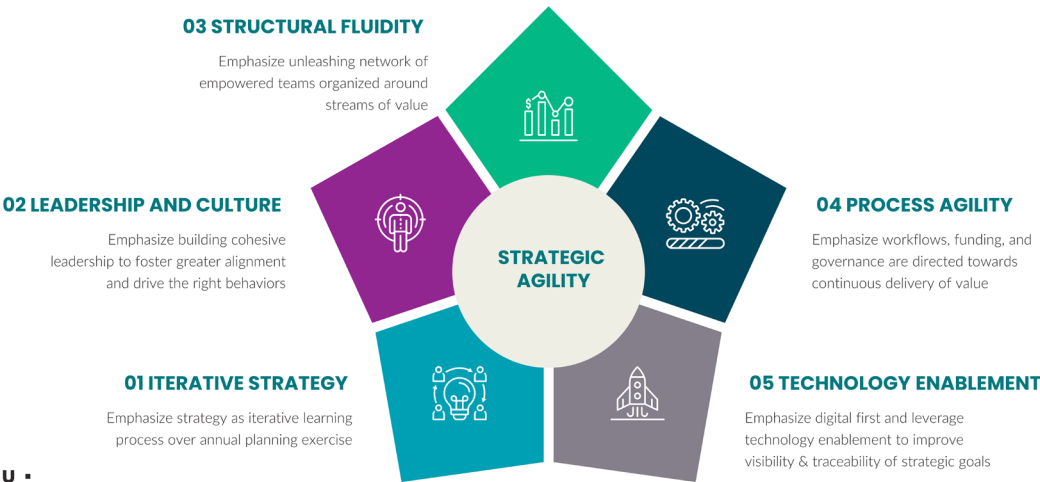 03 STRUCTURAL FLUIDITY
Emphasize unleashing network of
empowered teams organized around
streams of value
02 LEADERSHIP AND CULTURE
Emphasize building cohesive
leadership to foster greater alignment
and drive the right behaviors
01 ITERATIVE STRATEGY
Emphasize strategy as iterative learning
process over annual planning exercise
STRATEGIC
AGILITY
04 PROCESS AGILITY
Emphasize workflows, funding, and
governance are directed towards
continuous delivery of value
05 TECHNOLOGY ENABLEMENT
Emphasize digital first and leverage
technology enablement to improve
visibility & traceability of strategic goals
$